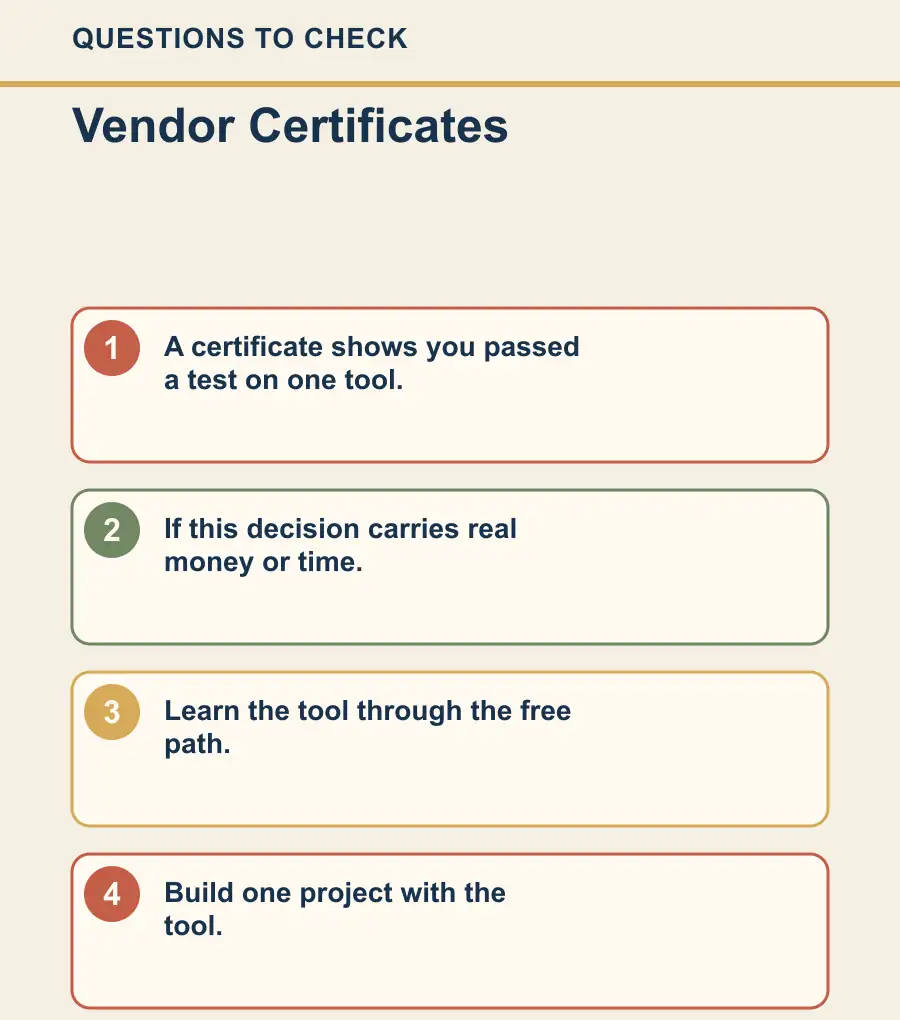 QUESTIONS TO CHECK
Vendor Certificates
1
A certificate shows you passed
a test on one tool.
2
If this decision carries real
money or time.
3
Learn the tool through the free
path.
4
Build one project with the
tool.